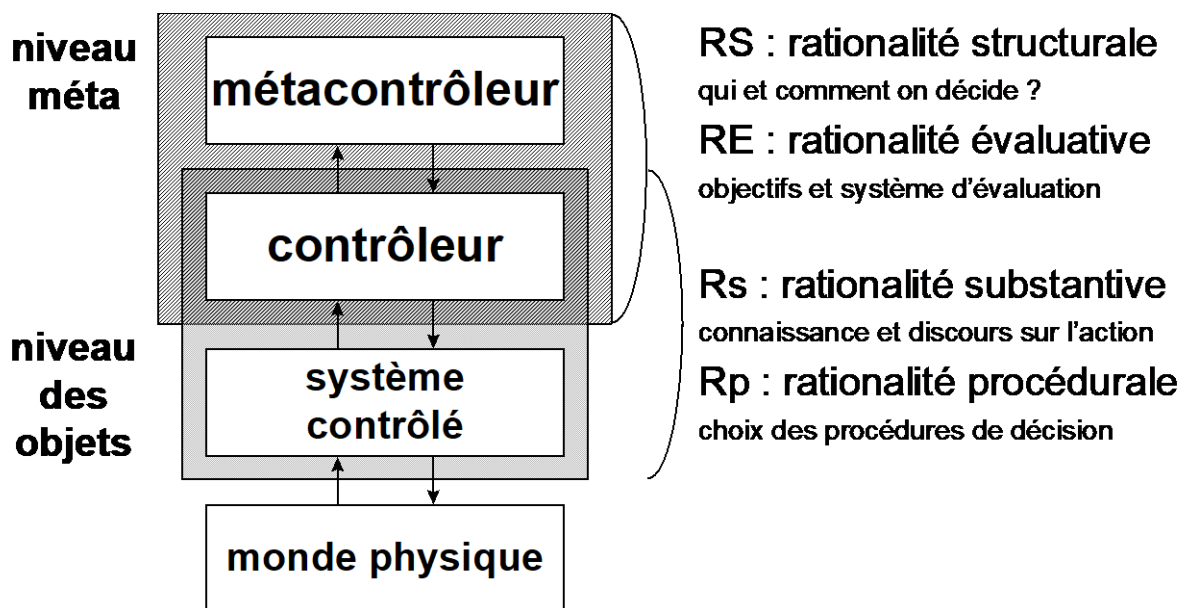 niveau
méta
métacontrôleur
contrôleur
niveau
des
objets
système
contrôlé
monde physique
RS : rationalité structurale
qui et comment on décide ?
RE : rationalité évaluative
objectifs et système d'évaluation
Rs : rationalité substantive
connaissance et discours sur l'action
Rp : rationalité procédurale
choix des procédures de décision